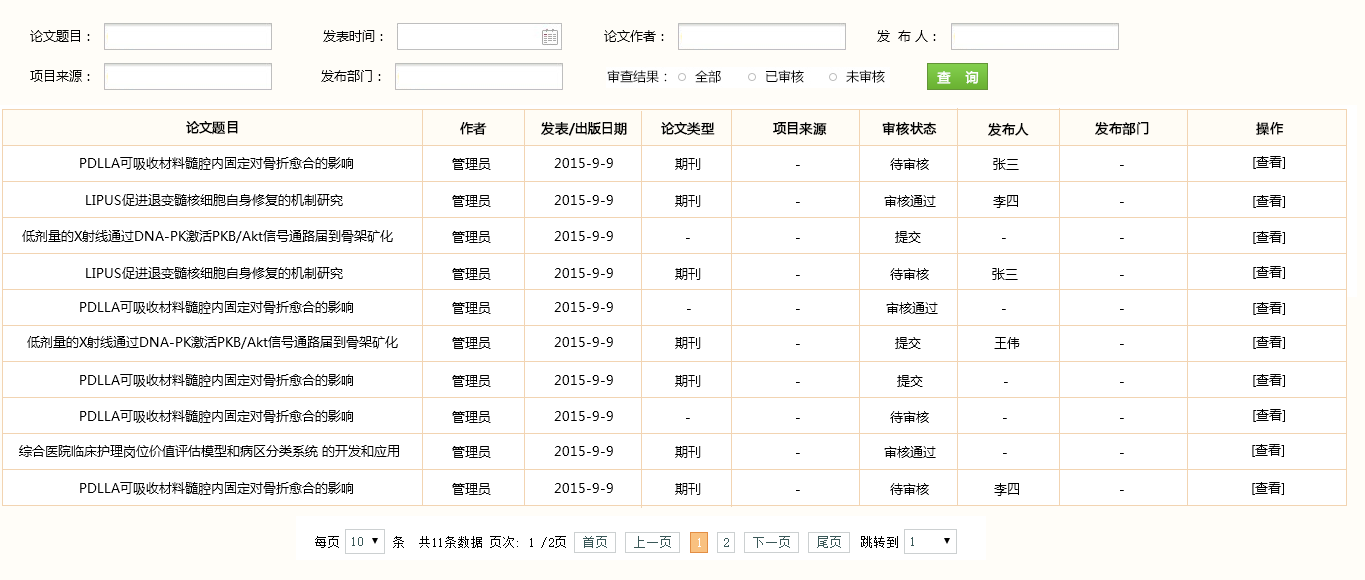 论文题目： 发表时间： 论文作者： 发 布 人：
项目来源： 发布部门： 审查结果： 全部 已审核 未审核 查 询
论文题目 作者 发表/出版日期 论文类型 项目来源 审核状态 发布人 发布部门 操作
PDLLA可吸收材料髓腔内固定对骨折愈合的影响 管理员 2015-9-9 期刊 - 待审核 张三 - [查看]
LIPUS促进退变髓核细胞自身修复的机制研究 管理员 2015-9-9 期刊 - 审核通过 李四 - [查看]
低剂量的X射线通过DNA-PK激活PKB/Akt信号通路届到骨架矿化 管理员 2015-9-9 - - 提交 - - [查看]
LIPUS促进退变髓核细胞自身修复的机制研究 管理员 2015-9-9 期刊 - 待审核 张三 - [查看]
PDLLA可吸收材料髓腔内固定对骨折愈合的影响 管理员 2015-9-9 - - 审核通过 - - [查看]
低剂量的X射线通过DNA-PK激活PKB/Akt信号通路届到骨架矿化 管理员 2015-9-9 期刊 - 提交 王伟 - [查看]
PDLLA可吸收材料髓腔内固定对骨折愈合的影响 管理员 2015-9-9 期刊 - 提交 - - [查看]
PDLLA可吸收材料髓腔内固定对骨折愈合的影响 管理员 2015-9-9 - - 待审核 - - [查看]
综合医院临床护理岗位价值评估模型和病区分类系统 的开发和应用 管理员 2015-9-9 期刊 - 审核通过 - - [查看]
PDLLA可吸收材料髓腔内固定对骨折愈合的影响 管理员 2015-9-9 期刊 - 待审核 李四 - [查看]
每页 10 条 共11条数据 页次: 1 /2页 首页 上一页 1 2 下一页 尾页 跳转到 1